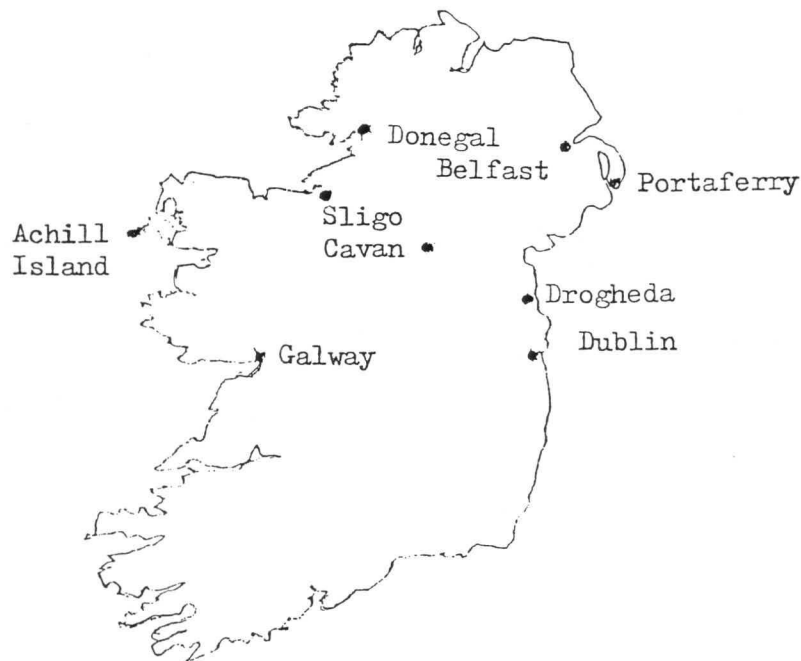 Donegal
Belfast
Portaferry
Sligo
Cavan
Achill
Island
Drogheda
Dublin
Galway